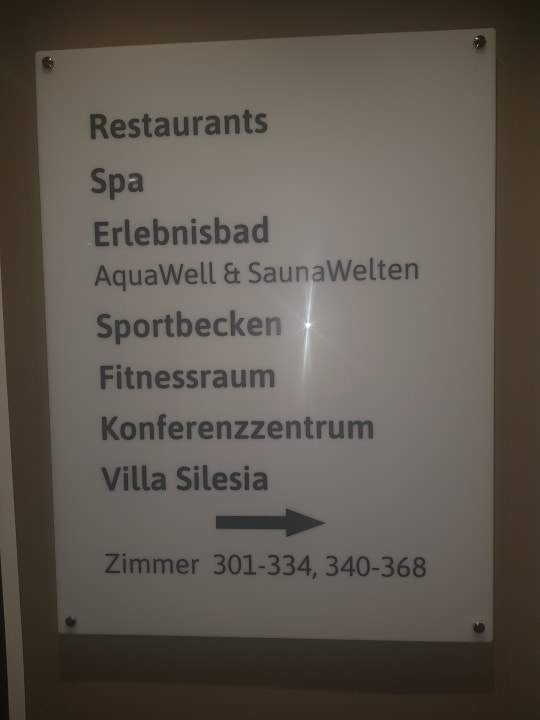 Restaurants
Spa
Erlebnisbad
AquaWell & SaunaWelten
Sportbecken
Fitnessraum
Konferenzzentrum
Villa Silesia
Zimmer 301-334, 340-368